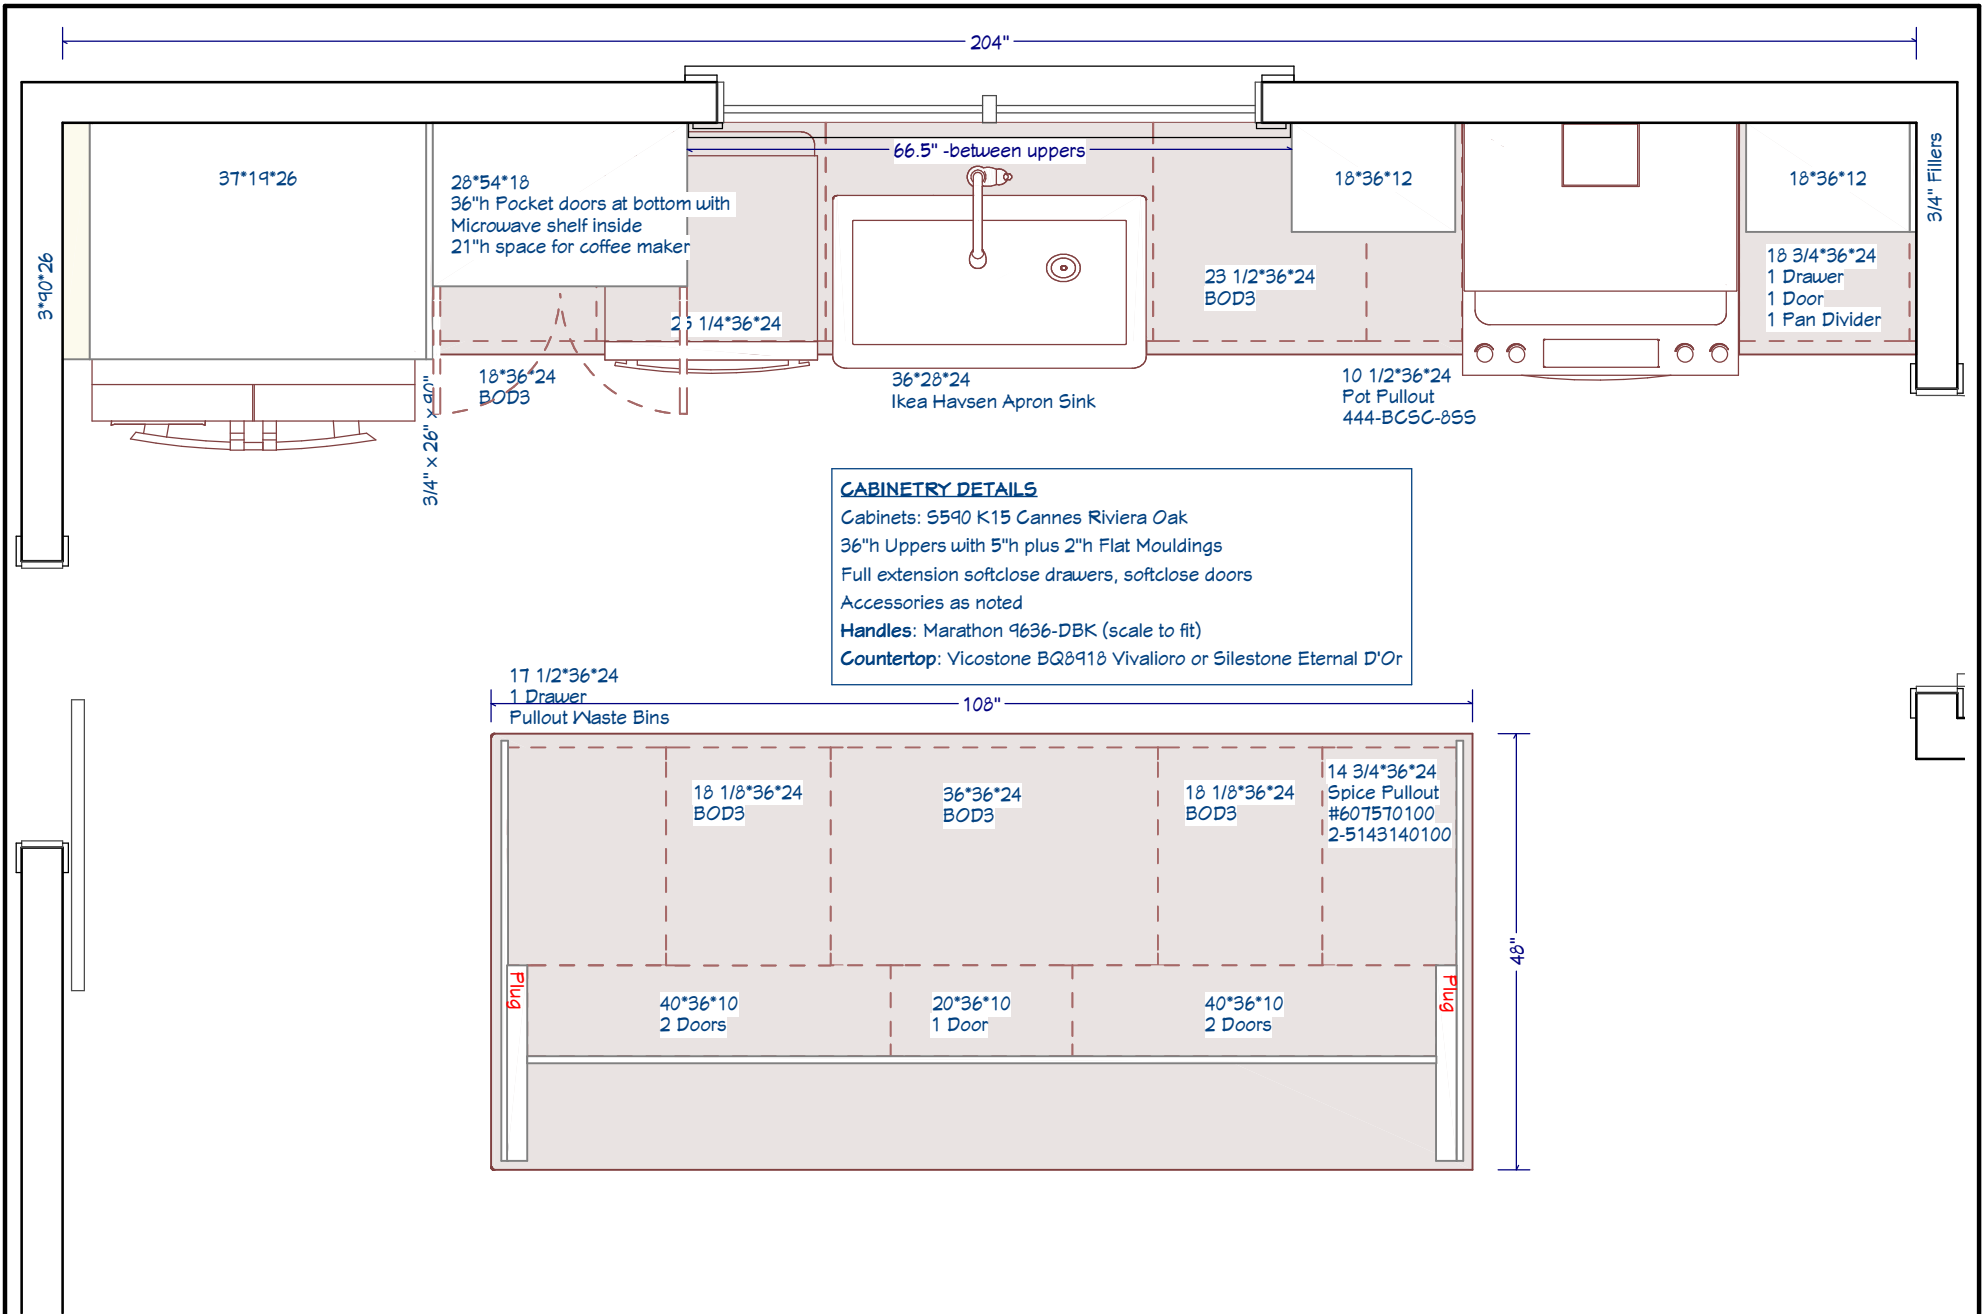 204"
66.5" -between uppers
37*19*26
28*54*18
36"h Pocket doors at bottom with
Microwave shelf inside
21"h space for coffee maker
18*36*12
18*36*12
3/4" Fillers
3*90*26
18 3/4*36*24
1 Drawer
1 Door
1 Pan Divider
23 1/2*36*24
BOD3
1/4*36*24
18*36*24
BOD3
3/4" x 26" x 90"
36*28*24
Ikea Havsen Apron Sink
10 1/2*36*24
Pot Pullout
444-BCSC-8SS
CABINETRY DETAILS
Cabinets: S590 K15 Cannes Riviera Oak
36"h Uppers with 5"h plus 2"h Flat Mouldings
Full extension softclose drawers, softclose doors
Accessories as noted
Handles: Marathon 9636-DBK (scale to fit)
Countertop: Vicostone BQ8918 Vivalioro or Silestone Eternal D'Or
17 1/2*36*24
1 Drawer
Pullout Waste Bins
108"
18 1/8*36*24
BOD3
36*36*24
BOD3
18 1/8*36*24
BOD3
14 3/4*36*24
Spice Pullout
#607570100
2-5143140100
48"
Plug
Plug
40*36*10
2 Doors
20*36*10
1 Door
40*36*10
2 Doors